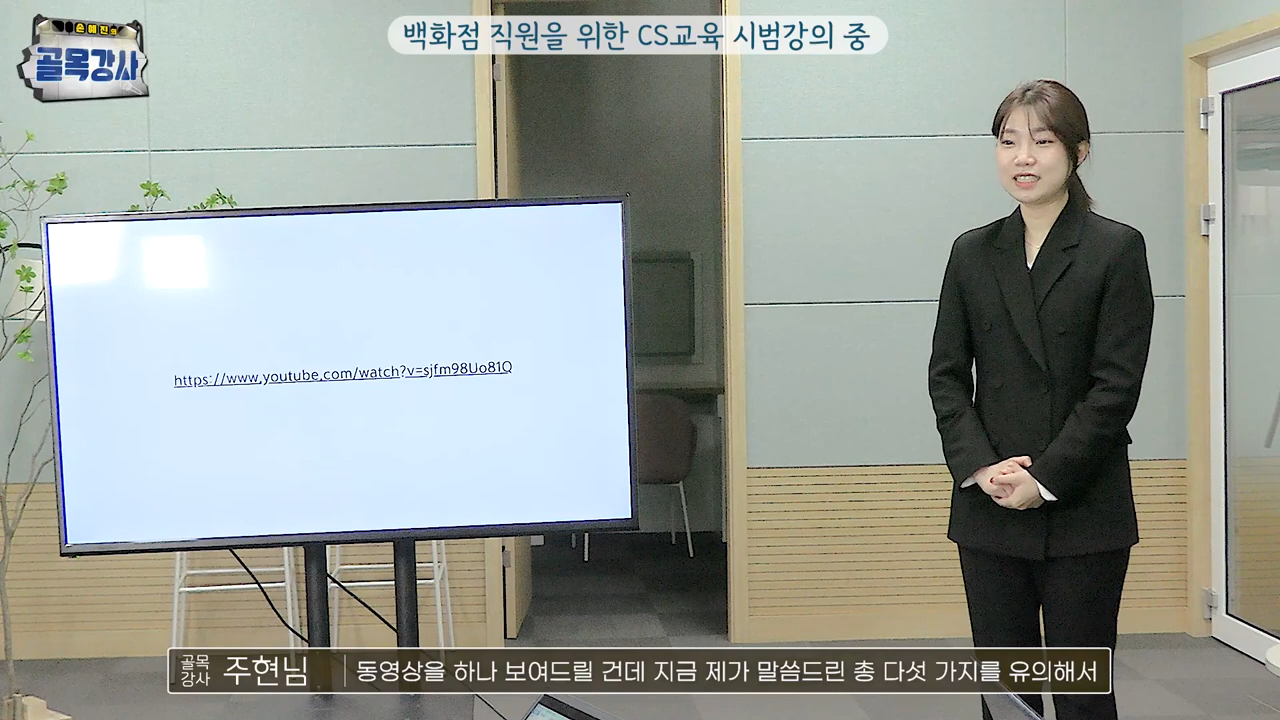 백화점 직원을 위한 CS교육 시범강의 중
손혜진의
골목강사
https://www.youtube.com/watch?v=sjfm98Uo81Q
골목
강사
주현님
동영상을 하나 보여드릴 건데 지금 제가 말씀드린 총 다섯 가지를 유의해서